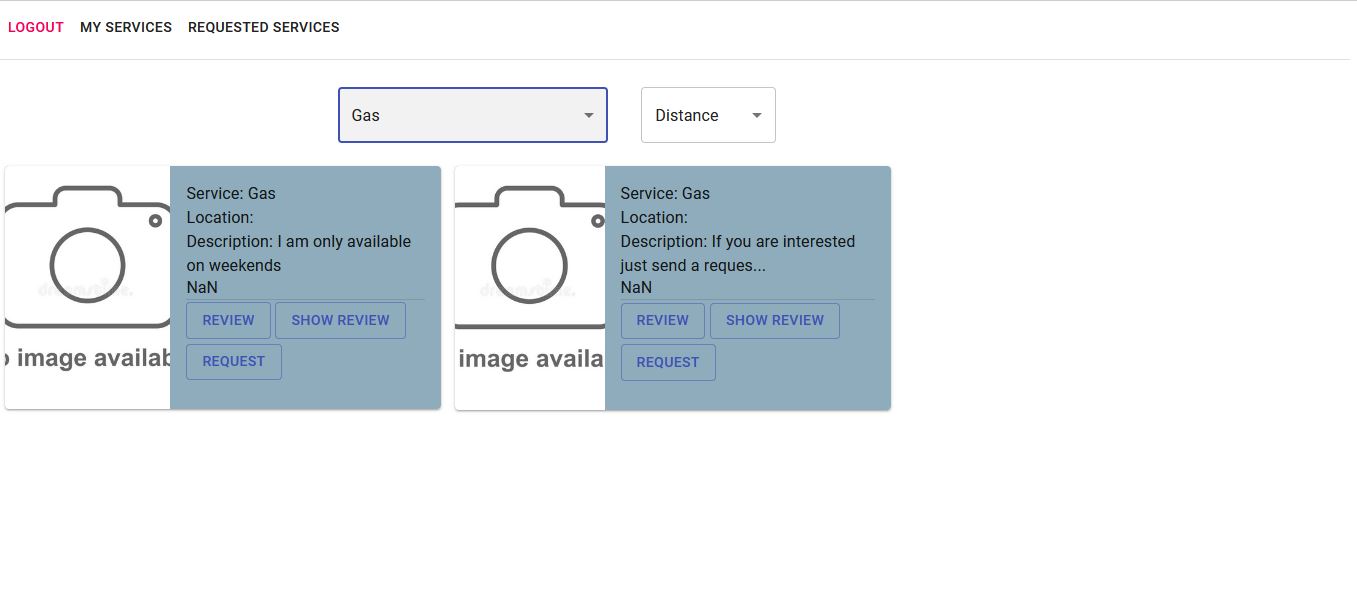 LOGOUT MY SERVICES REQUESTED SERVICES
Gas Distance
Service: Gas
Location:
Description: I am only available
on weekends
NaN
REVIEW SHOW REVIEW
REQUEST
dreamstime.
image availab
Service: Gas
Location:
Description: If you are interested
just send a reques...
NaN
REVIEW SHOW REVIEW
REQUEST
dreamstime.
image availa